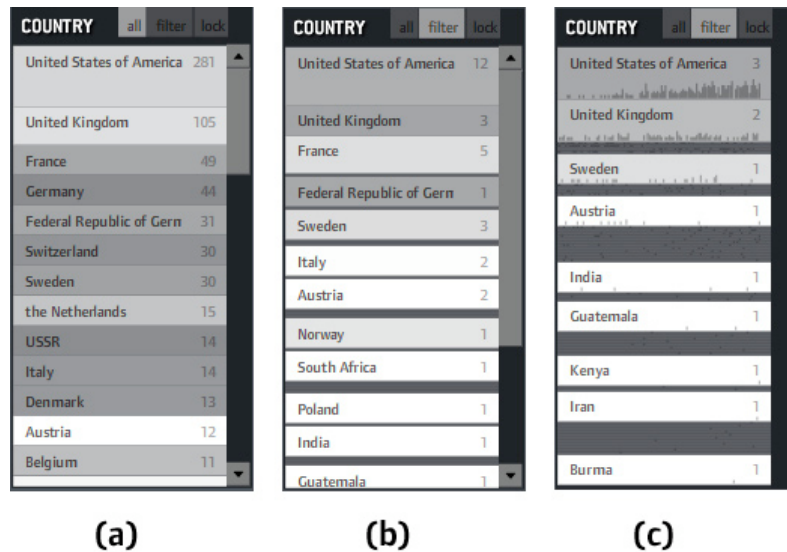 COUNTRY all filter lock
United States of America 281
United Kingdom 105
France 49
Germany 44
Federal Republic of Gern 31
Switzerland 30
Sweden 30
the Netherlands 15
USSR 14
Italy 14
Denmark 13
Austria 12
Belgium 11
(a)
COUNTRY all filter lock
United States of America 12
United Kingdom 3
France 5
Federal Republic of Gern 1
Sweden 3
Italy 2
Austria 2
Norway 1
South Africa 1
Poland 1
India 1
Guatemala 1
(b)
COUNTRY all filter lock
United States of America 3
United Kingdom 2
Sweden 1
Austria 1
India 1
Guatemala 1
Kenya 1
Iran 1
Burma 1
(c)